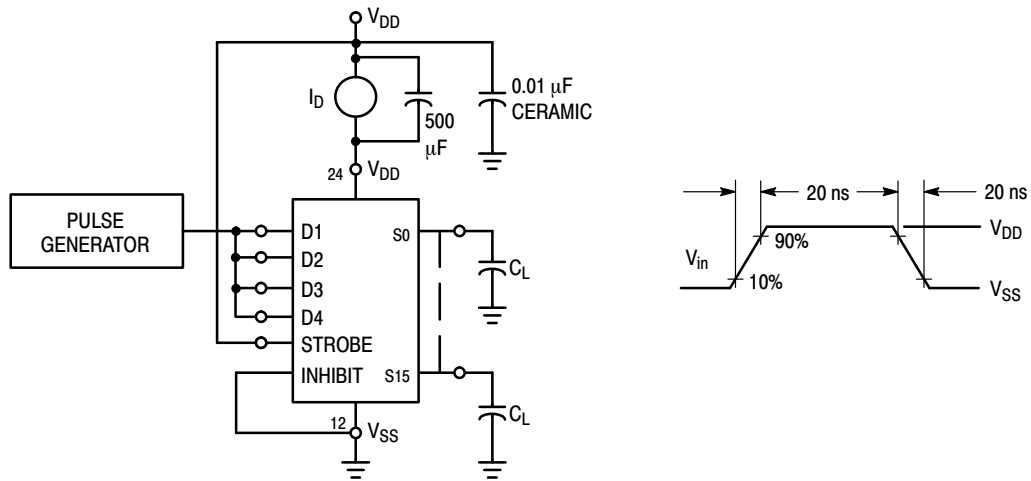 V_DD
I_D
500
μF
0.01 μF
CERAMIC
24 V_DD
PULSE
GENERATOR
D1
D2
D3
D4
STROBE
INHIBIT
S0
S15
C_L
C_L
12 V_SS
20 ns
20 ns
V_in
90%
10%
V_DD
V_SS